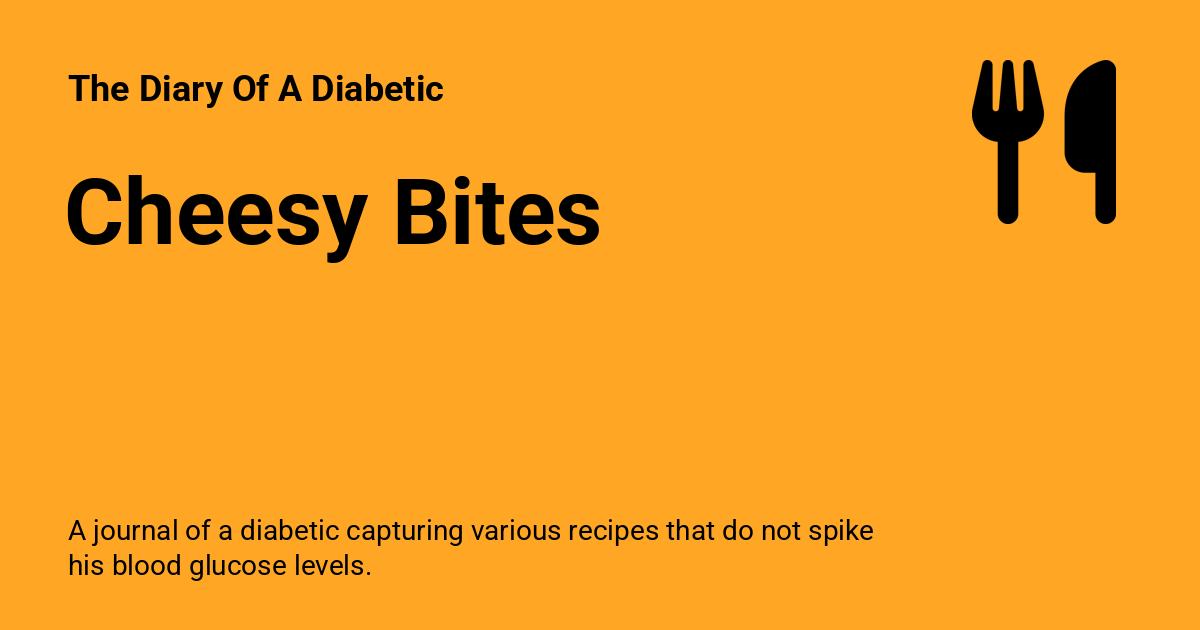 The Diary Of A Diabetic
Cheesy Bites
A journal of a diabetic capturing various recipes that do not spike
his blood glucose levels.